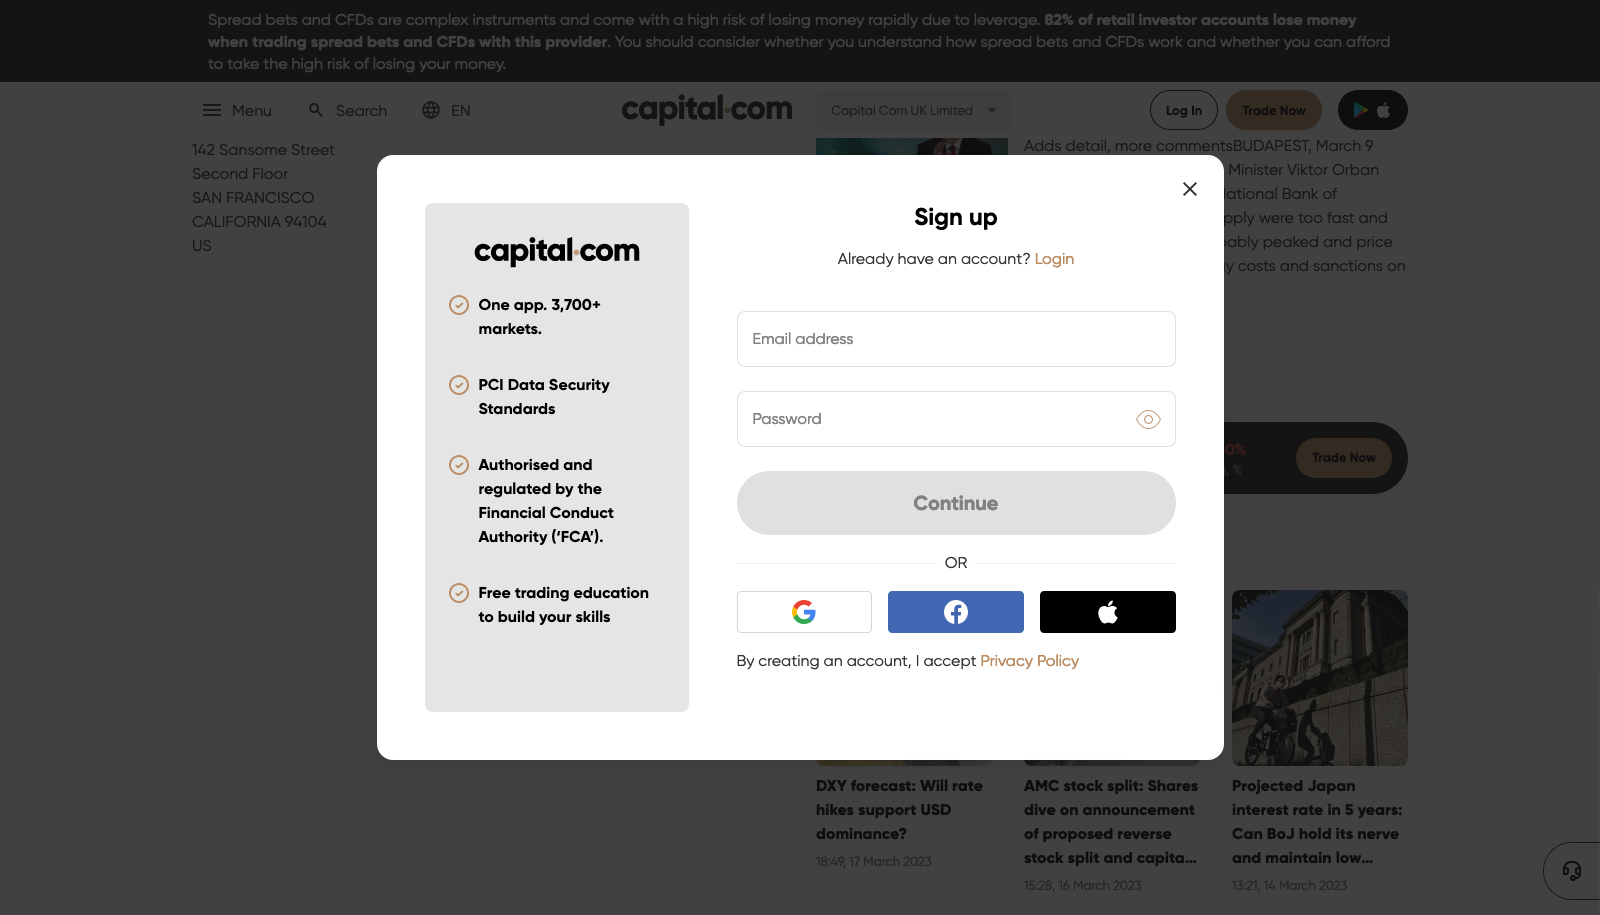 Spread bets and CFDs are complex instruments and come with a high risk of losing money rapidly due to leverage. 82% of retail investor accounts lose money
when trading spread bets and CFDs with this provider. You should consider whether you understand how spread bets and CFDs work and whether you can afford
to take the high risk of losing your money.
Menu
Search
EN
capital.com
Capital Com UK Limited
Log In
Trade Now
142 Sansome Street
Second Floor
SAN FRANCISCO
CALIFORNIA 94104
US
Adds detail, more commentsBUDAPEST, March 9
Minister Viktor Orban
National Bank of
were too fast and
peaked and price
costs and sanctions on
capital.com
One app. 3,700+
markets.
PCI Data Security
Standards
Authorised and
regulated by the
Financial Conduct
Authority (‘FCA’).
Free trading education
to build your skills
Sign up
Already have an account? Login
Email address
Password
Continue
OR
By creating an account, I accept Privacy Policy
Trade Now
DXY forecast: Will rate
hikes support USD
dominance?
18:49, 17 March 2023
AMC stock split: Shares
dive on announcement
of proposed reverse
stock split and capita...
15:28, 16 March 2023
Projected Japan
interest rate in 5 years:
Can BoJ hold its nerve
and maintain low...
13:21, 14 March 2023